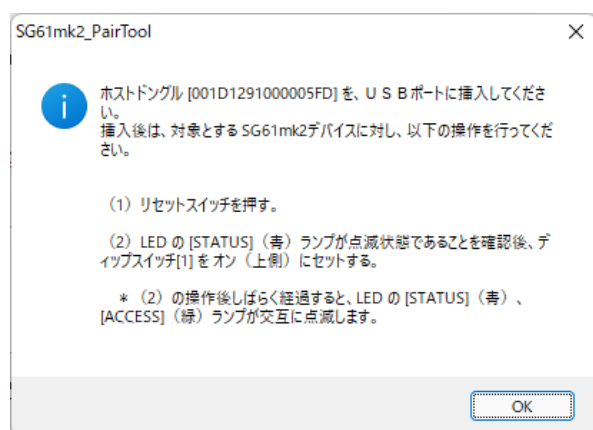 SG61mk2_PairTool
ホストドングル [001D1291000005FD] を、ＵＳＢポートに挿入してくださ
い。
挿入後は、対象とする SG61mk2デバイスに対し、以下の操作を行ってくだ
さい。
（1）リセットスイッチを押す。
（2）LED の [STATUS]（青）ランプが点滅状態であることを確認後、デ
ィップスイッチ[1] を オン（上側）にセットする。
＊（2）の操作後しばらく経過すると、LED の [STATUS]（青）、
[ACCESS]（緑）ランプが交互に点滅します。
OK